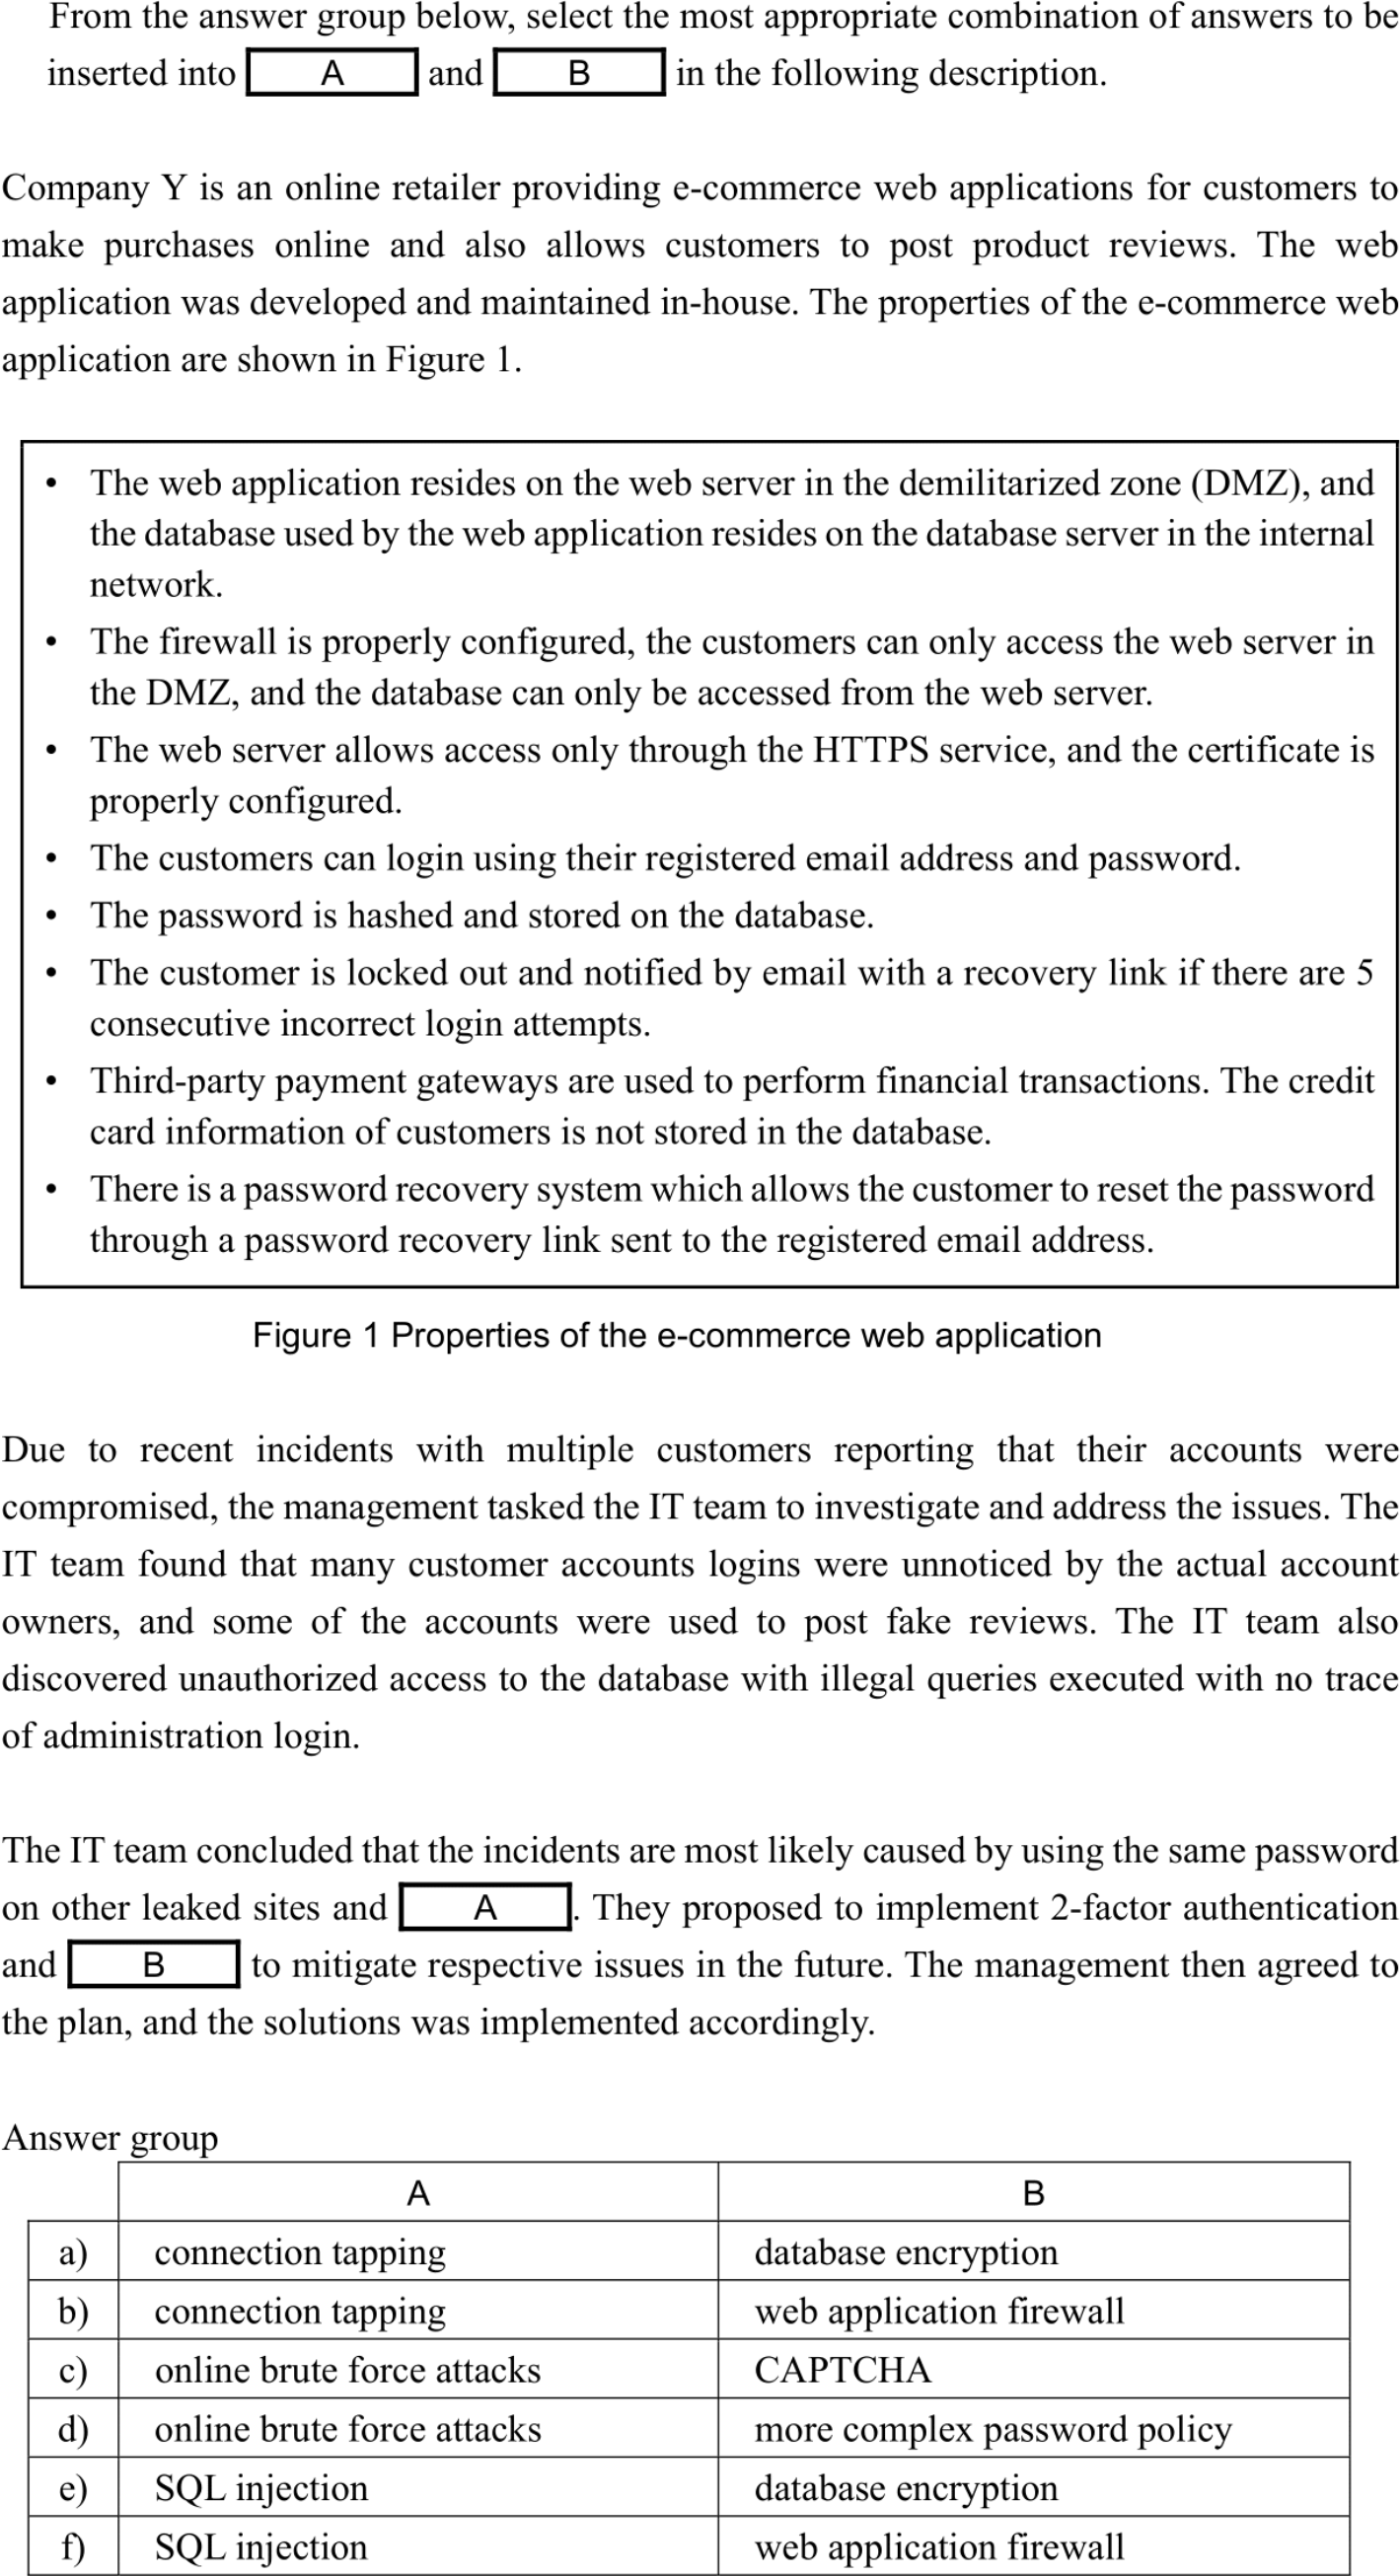 From the answer group below, select the most appropriate combination of answers to be
inserted into A and B in the following description.
Company Y is an online retailer providing e-commerce web applications for customers to
make purchases online and also allows customers to post product reviews. The web
application was developed and maintained in-house. The properties of the e-commerce web
application are shown in Figure 1.
• The web application resides on the web server in the demilitarized zone (DMZ), and
the database used by the web application resides on the database server in the internal
network.
• The firewall is properly configured, the customers can only access the web server in
the DMZ, and the database can only be accessed from the web server.
• The web server allows access only through the HTTPS service, and the certificate is
properly configured.
• The customers can login using their registered email address and password.
• The password is hashed and stored on the database.
• The customer is locked out and notified by email with a recovery link if there are 5
consecutive incorrect login attempts.
• Third-party payment gateways are used to perform financial transactions. The credit
card information of customers is not stored in the database.
• There is a password recovery system which allows the customer to reset the password
through a password recovery link sent to the registered email address.
Figure 1 Properties of the e-commerce web application
Due to recent incidents with multiple customers reporting that their accounts were
compromised, the management tasked the IT team to investigate and address the issues. The
IT team found that many customer accounts logins were unnoticed by the actual account
owners, and some of the accounts were used to post fake reviews. The IT team also
discovered unauthorized access to the database with illegal queries executed with no trace
of administration login.
The IT team concluded that the incidents are most likely caused by using the same password
on other leaked sites and A. They proposed to implement 2-factor authentication
and B to mitigate respective issues in the future. The management then agreed to
the plan, and the solutions was implemented accordingly.
Answer group
A B
a) connection tapping database encryption
b) connection tapping web application firewall
c) online brute force attacks CAPTCHA
d) online brute force attacks more complex password policy
e) SQL injection database encryption
f) SQL injection web application firewall